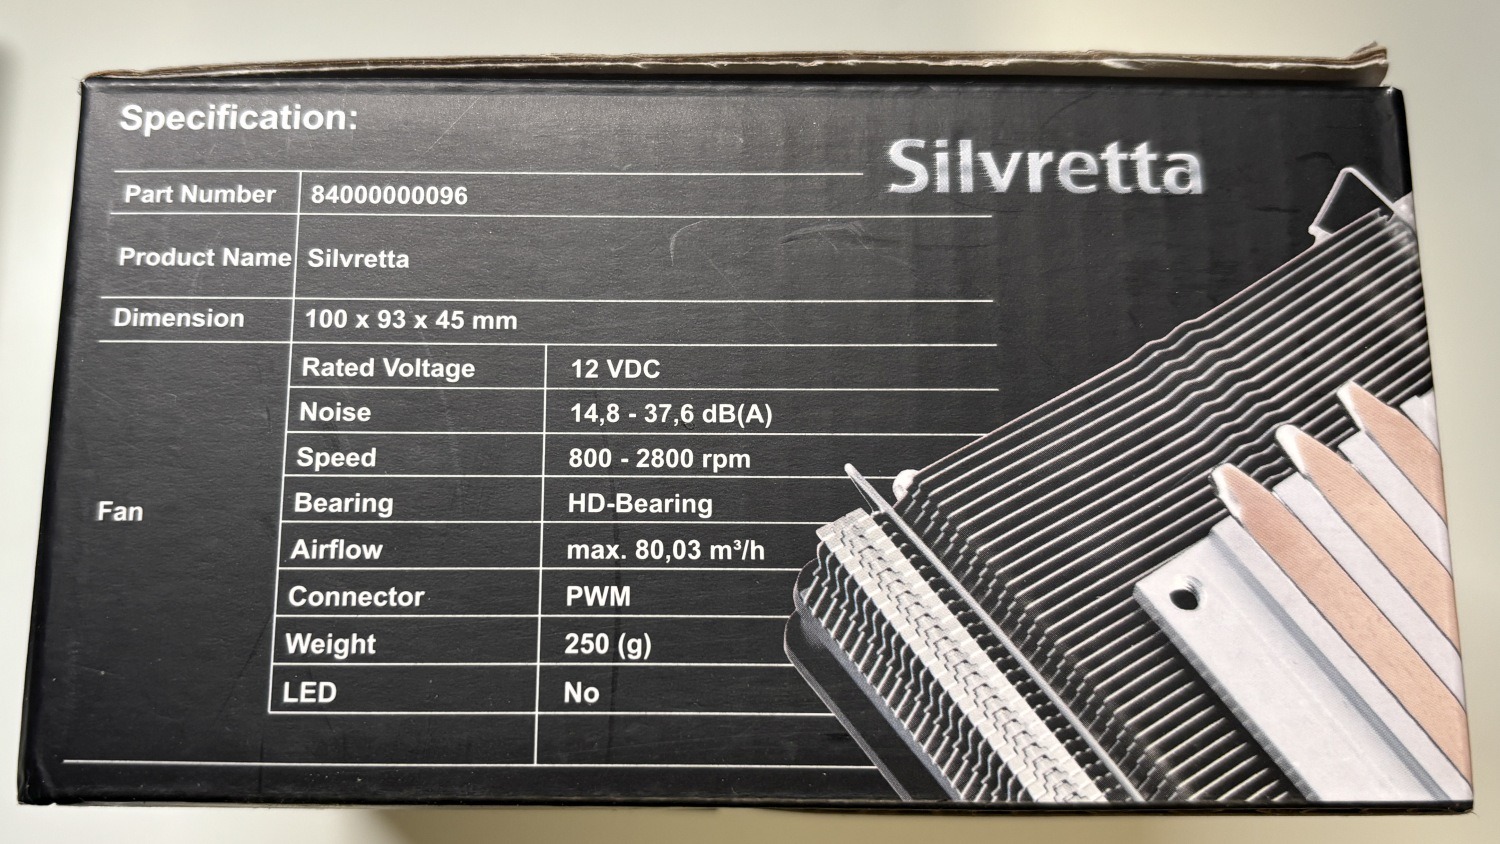 Specification:
Silvretta
Part Number 84000000096
Product Name Silvretta
Dimension 100 x 93 x 45 mm
Fan
Rated Voltage 12 VDC
Noise 14,8 - 37,6 dB(A)
Speed 800 - 2800 rpm
Bearing HD-Bearing
Airflow max. 80,03 m³/h
Connector PWM
Weight 250 (g)
LED No